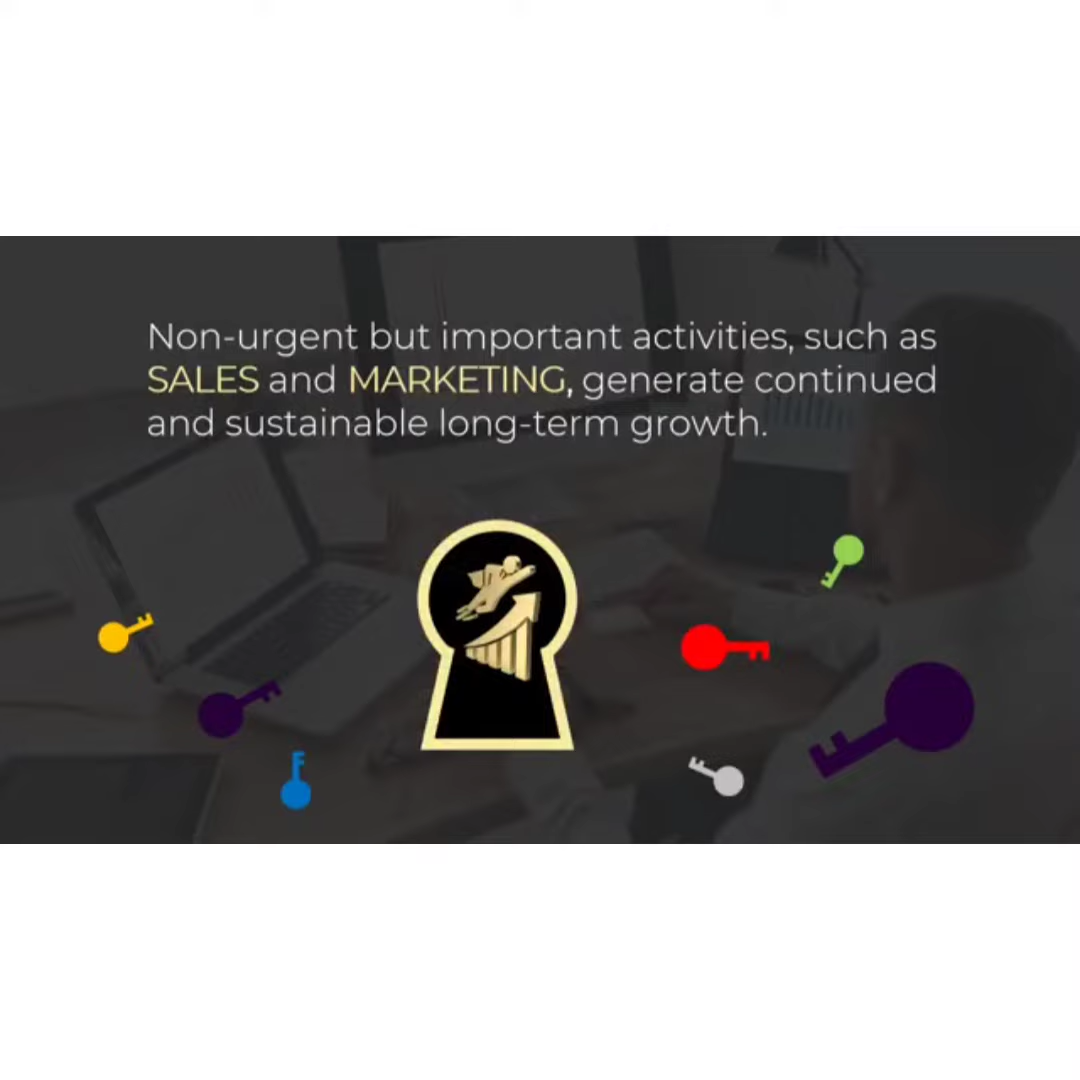 Non-urgent but important activities, such as
SALES and MARKETING, generate continued
and sustainable long-term growth.